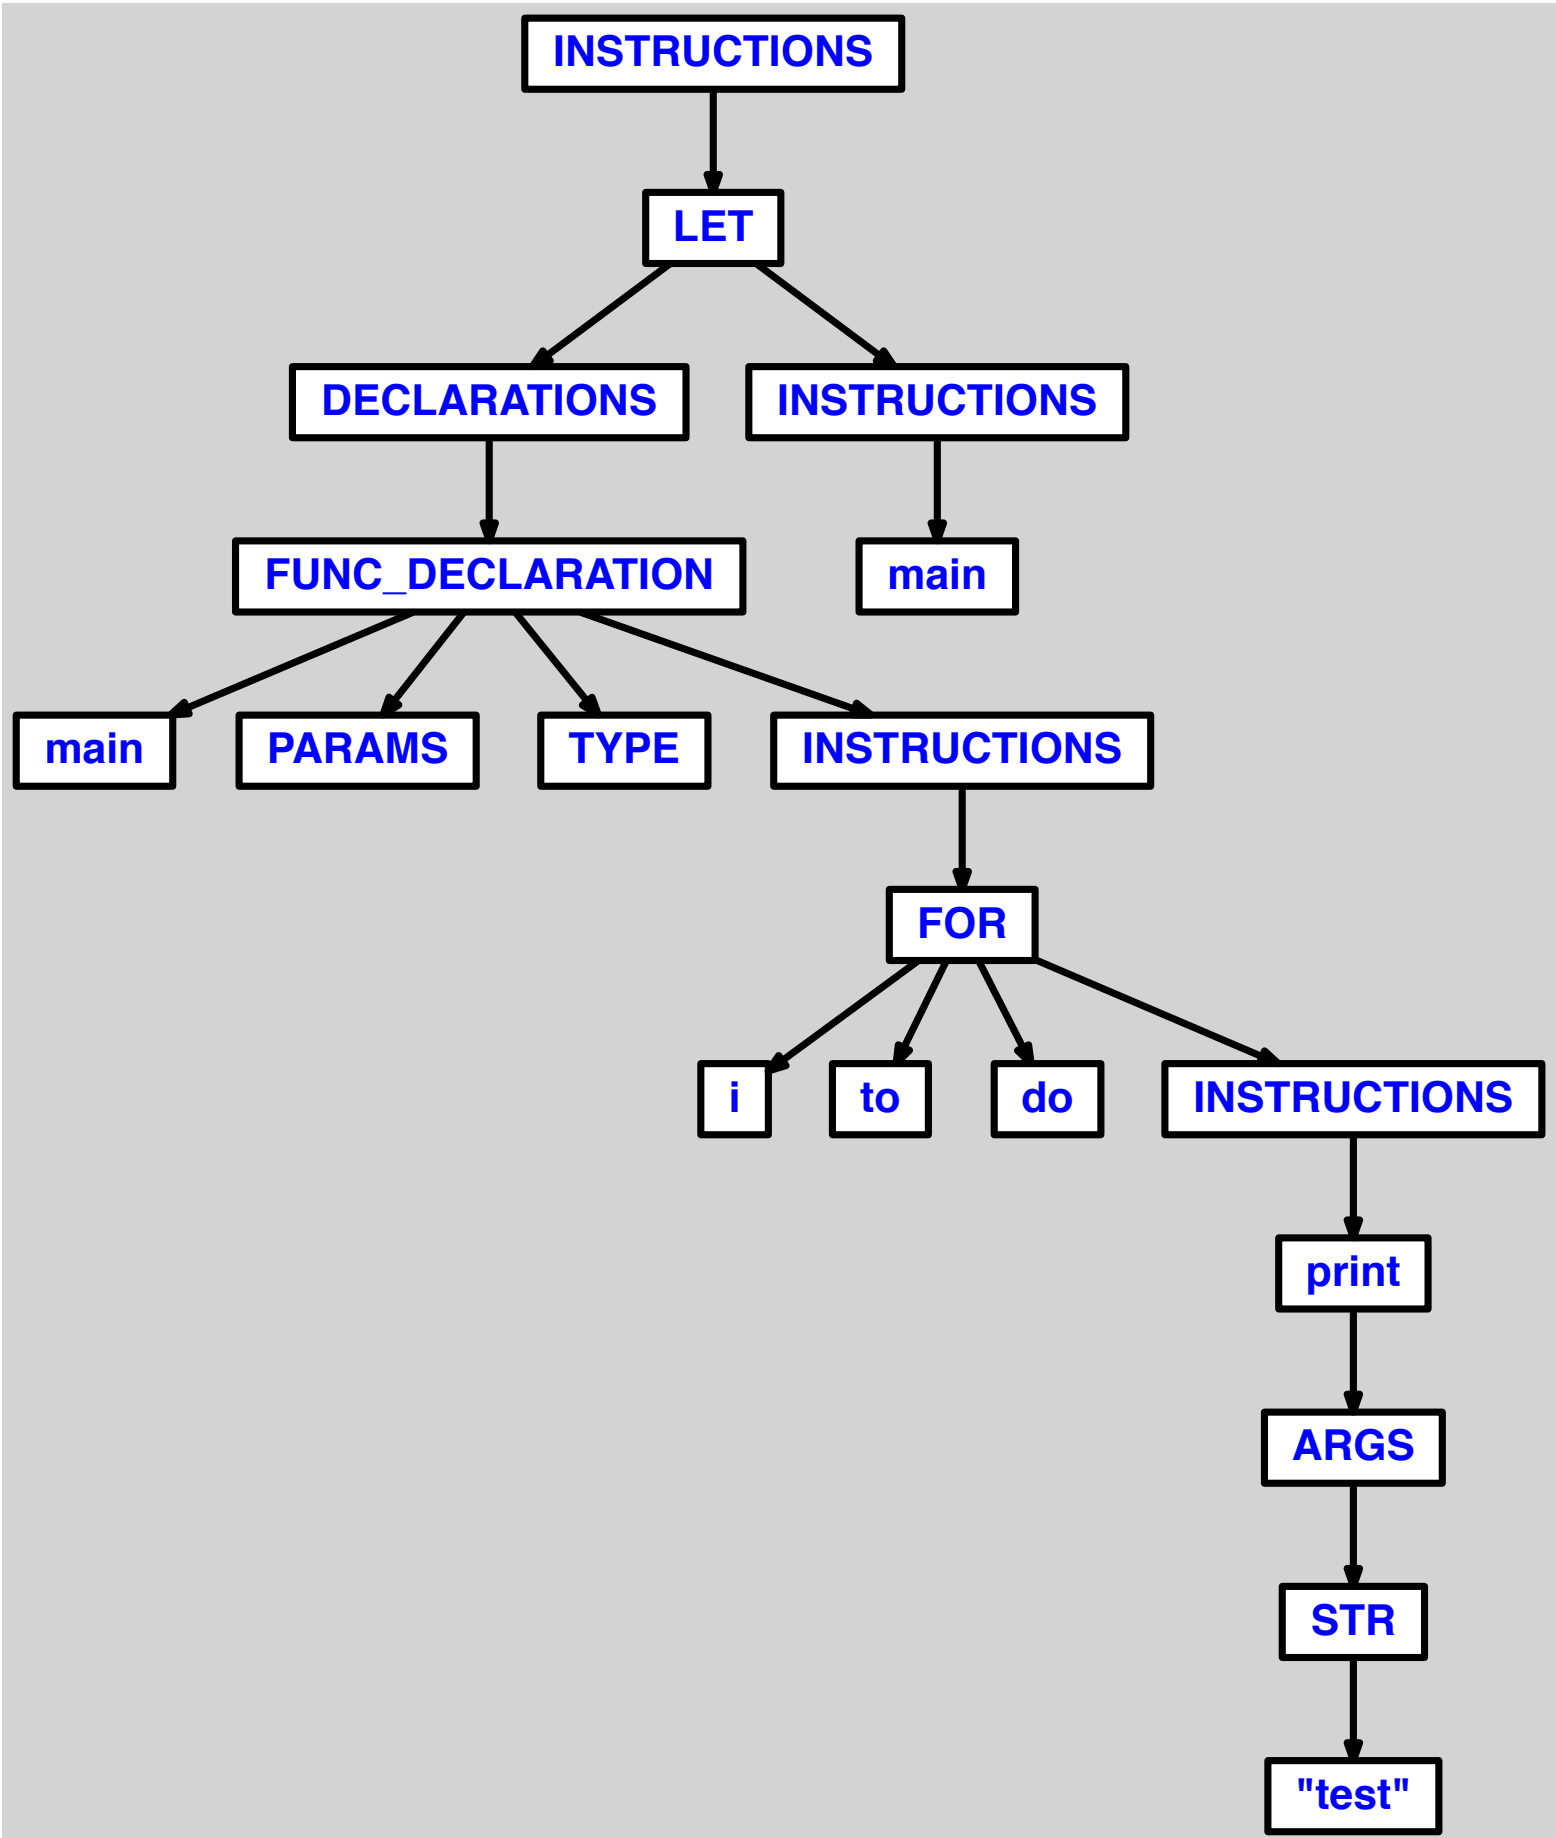 INSTRUCTIONS
LET
DECLARATIONS
INSTRUCTIONS
FUNC_DECLARATION
main
main
PARAMS
TYPE
INSTRUCTIONS
FOR
i
to
do
INSTRUCTIONS
print
ARGS
STR
"test"